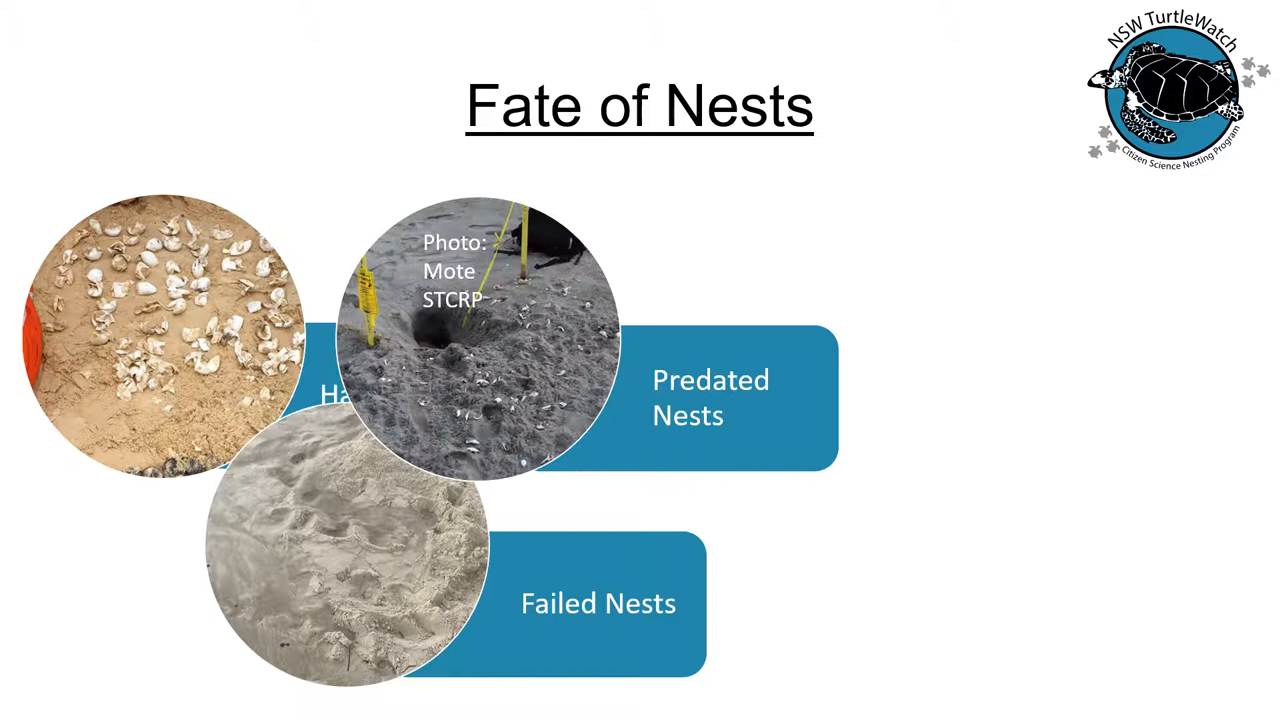 NSW TurtleWatch
Citizen Science Nesting Program
Fate of Nests
Photo:
Mote
STCRP
Predated
Nests
Failed Nests